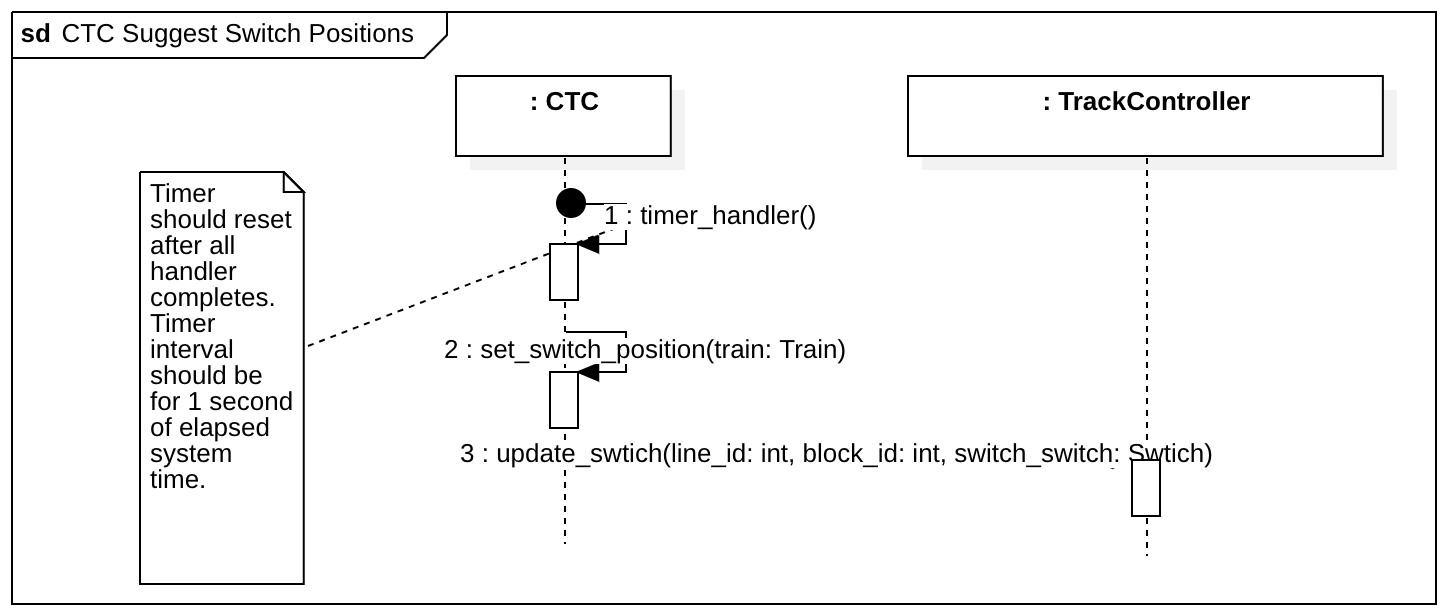 sd CTC Suggest Switch Positions
: CTC
: TrackController
Timer
should reset
after all
handler
completes.
Timer
interval
should be
for 1 second
of elapsed
system
time.
1 : timer_handler()
2 : set_switch_position(train: Train)
3 : update_swtich(line_id: int, block_id: int, switch_switch: Swtich)